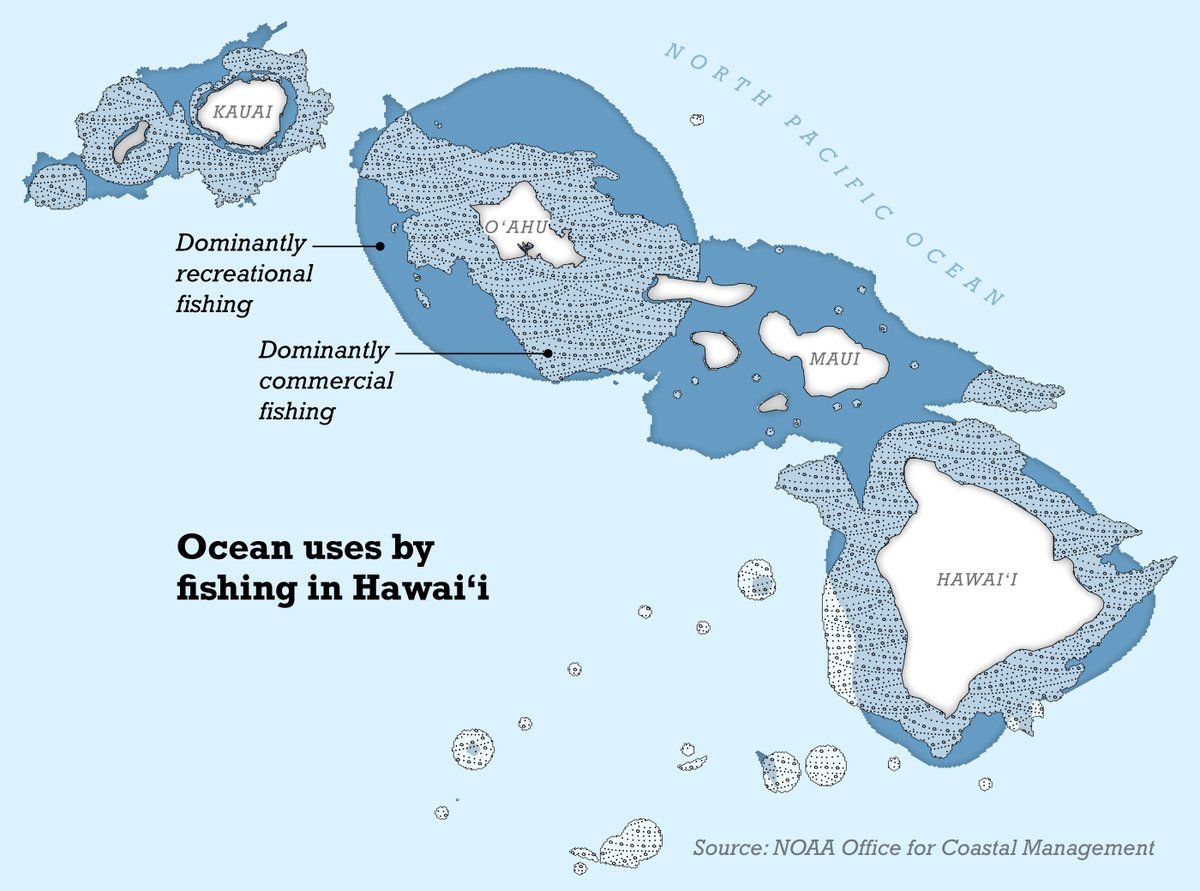 NORTH PACIFIC OCEAN
KAUAI
OʻAHU
Dominantly
recreational
fishing
Dominantly
commercial
fishing
MAUI
Ocean uses by
fishing in Hawai‘i
HAWAI‘I
Source: NOAA Office for Coastal Management